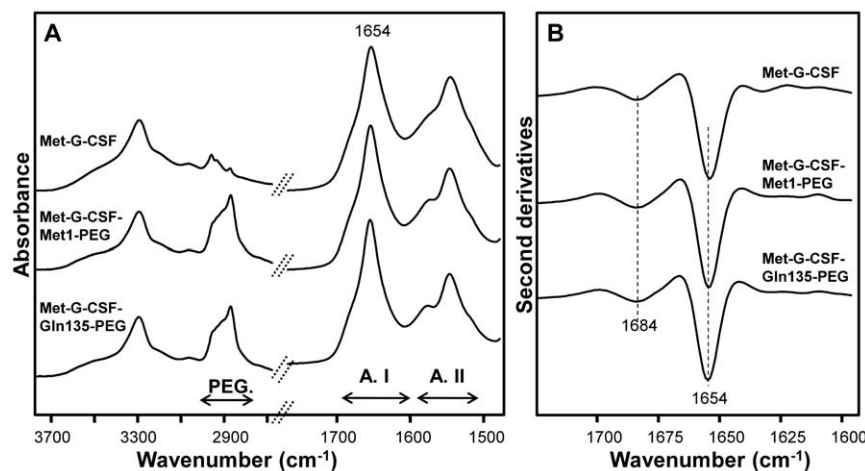 A
1654
Met-G-CSF
Met-G-CSF-
Met1-PEG
Met-G-CSF-
Gln135-PEG
PEG.
A. I
A. II
Absorbance
3700
3300
2900
1700
1600
1500
Wavenumber (cm⁻¹)
B
Met-G-CSF
Met-G-CSF-
Met1-PEG
Met-G-CSF-
Gln135-PEG
1684
1654
Second derivatives
1700
1675
1650
1625
1600
Wavenumber (cm⁻¹)